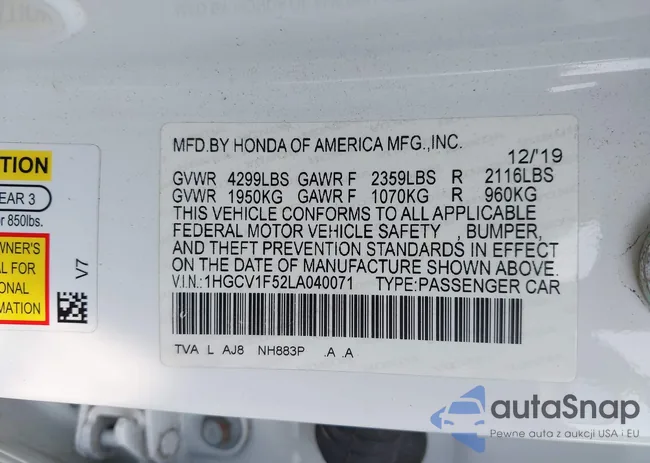 TION
EAR 3
850lbs.
WNER'S
AL FOR
ONAL
RMATION
V7
MFD.BY HONDA OF AMERICA MFG.,INC.
12/'19
GVWR 4299LBS GAWR F 2359LBS R 2116LBS
GVWR 1950KG GAWR F 1070KG R 960KG
THIS VEHICLE CONFORMS TO ALL APPLICABLE
FEDERAL MOTOR VEHICLE SAFETY , BUMPER,
AND THEFT PREVENTION STANDARDS IN EFFECT
ON THE DATE OF MANUFACTURE SHOWN ABOVE.
V.I.N.:1HGCV1F52LA040071 TYPE:PASSENGER CAR
TVA L AJ8 NH883P .A .A
autaSnap
Pewne auta z aukcji USA i EU